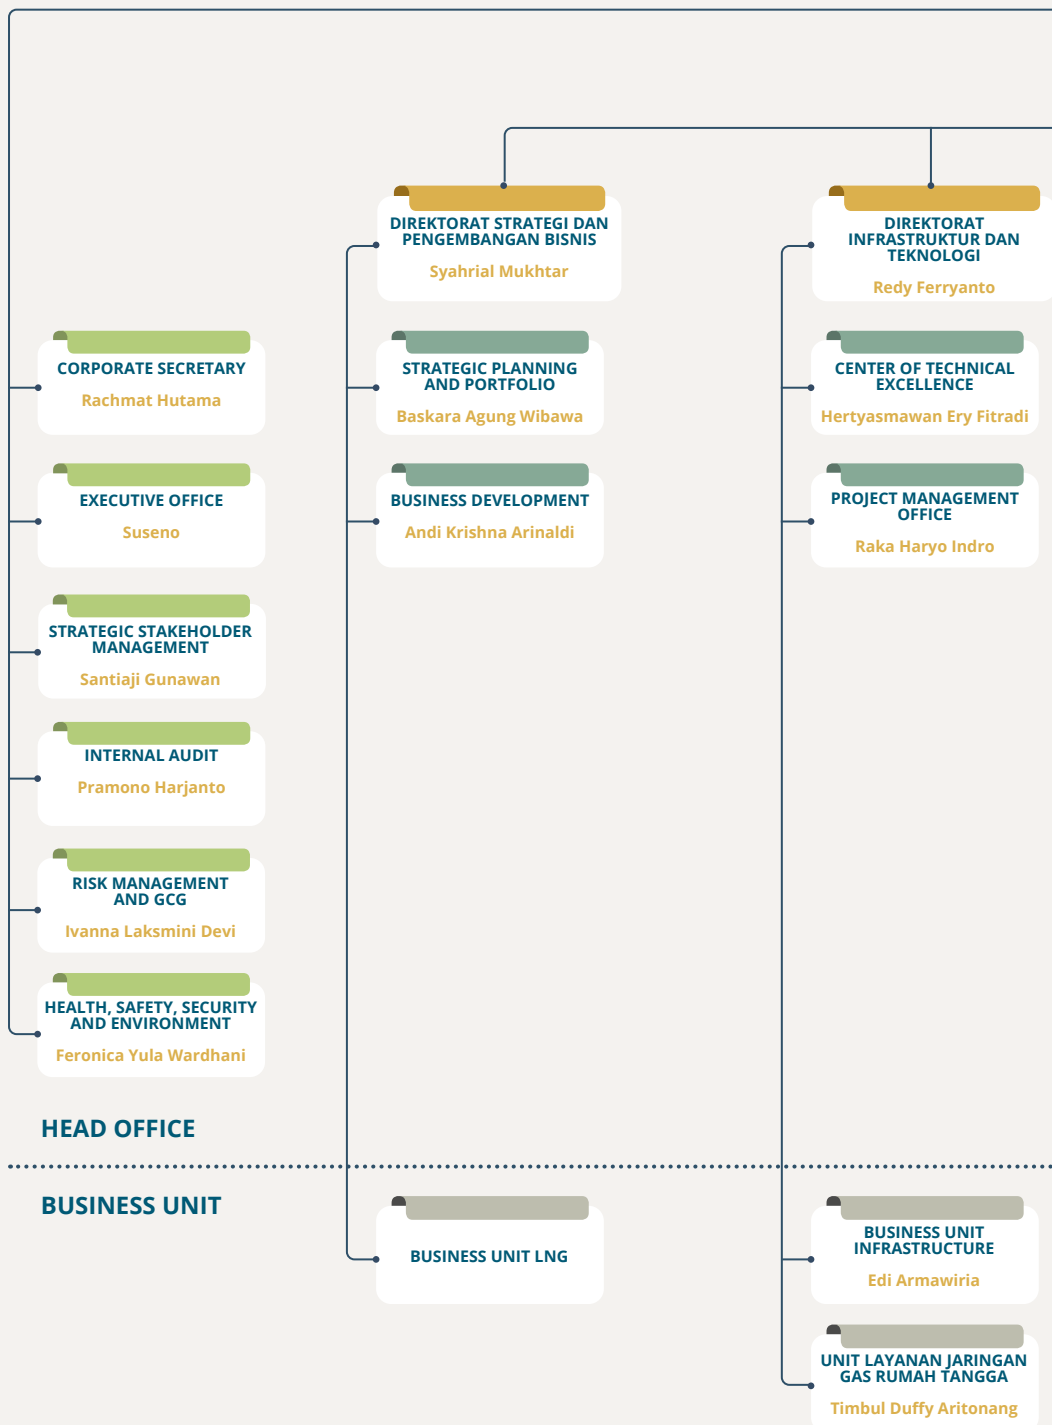 DIREKTORAT STRATEGI DAN
PENGEMBANGAN BISNIS
Syahrial Mukhtar
DIREKTORAT
INFRASTRUKTUR DAN
TEKNOLOGI
Redy Ferryanto
CORPORATE SECRETARY
Rachmat Hutama
STRATEGIC PLANNING
AND PORTFOLIO
Baskara Agung Wibawa
CENTER OF TECHNICAL
EXCELLENCE
Hertyasmawan Ery Fitradi
EXECUTIVE OFFICE
Suseno
BUSINESS DEVELOPMENT
Andi Krishna Arinaldi
PROJECT MANAGEMENT
OFFICE
Raka Haryo Indro
STRATEGIC STAKEHOLDER
MANAGEMENT
Santiaji Gunawan
INTERNAL AUDIT
Pramono Harjanto
RISK MANAGEMENT
AND GCG
Ivanna Laksmini Devi
HEALTH, SAFETY, SECURITY
AND ENVIRONMENT
Feronica Yula Wardhani
HEAD OFFICE
BUSINESS UNIT
BUSINESS UNIT LNG
BUSINESS UNIT
INFRASTRUCTURE
Edi Armawiria
UNIT LAYANAN JARINGAN
GAS RUMAH TANGGA
Timbul Duffy Aritonang